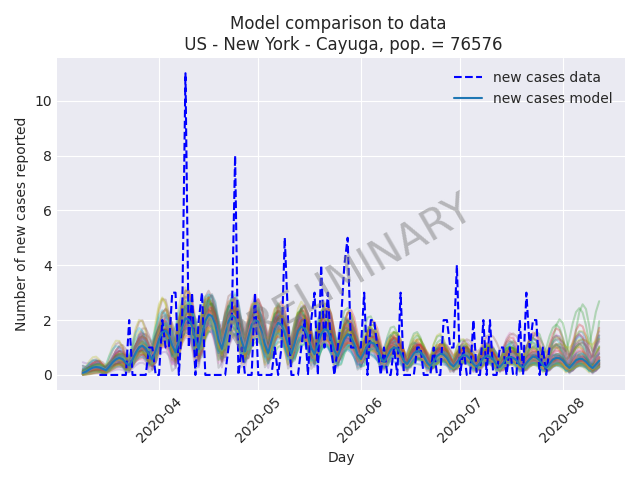 Model comparison to data
US - New York - Cayuga, pop. = 76576
new cases data
new cases model
Number of new cases reported
10
8
6
4
2
0
PRELIMINARY
2020-04
2020-05
2020-06
2020-07
2020-08
Day